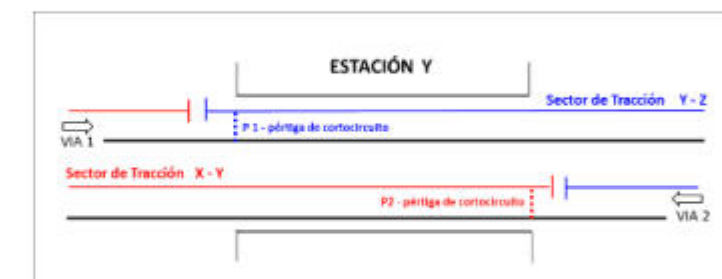 ESTACIÓN Y
Sector de Tracción Y - Z
P 1 - pértiga de cortocircuito
VIA 1
Sector de Tracción X - Y
P2 - pértiga de cortocircuito
VIA 2